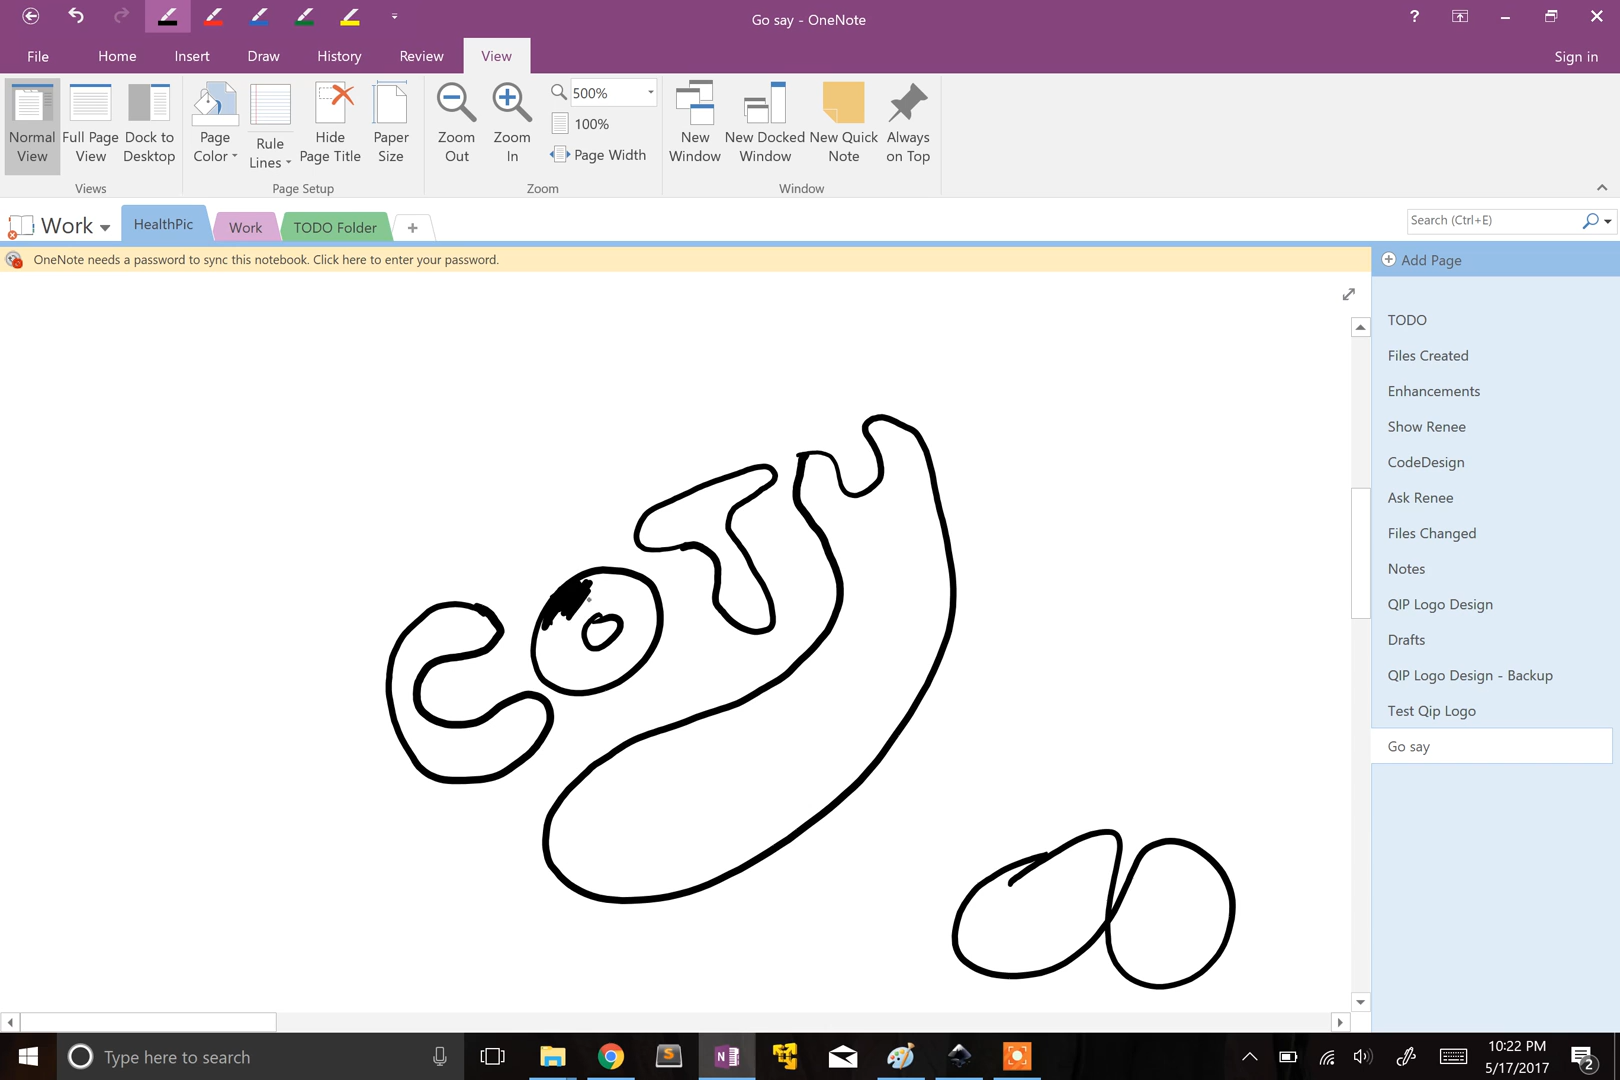 Go say - OneNote
?
File Home Insert Draw History Review View Sign in
Normal View
Full Page View
Dock to Desktop
Page Color
Rule Lines
Hide Page Title
Paper Size
Zoom Out
Zoom In
500%
100%
Page Width
New Window
New Docked Window
New Quick Note
Always on Top
Views Page Setup Zoom Window
Work HealthPic Work TODO Folder + Search (Ctrl+E)
OneNote needs a password to sync this notebook. Click here to enter your password.
Add Page
TODO
Files Created
Enhancements
Show Renee
CodeDesign
Ask Renee
Files Changed
Notes
QIP Logo Design
Drafts
QIP Logo Design - Backup
Test Qip Logo
Go say
Type here to search
S
N
10:22 PM
5/17/2017
2